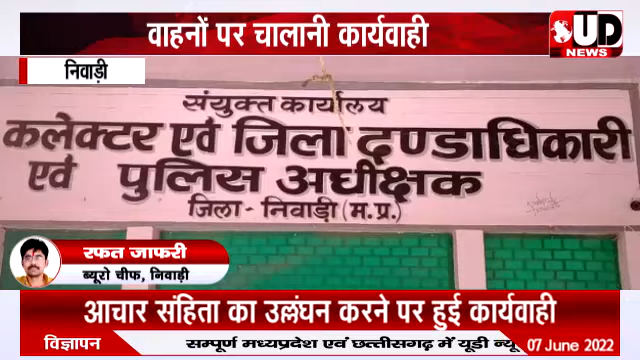 वाहनों पर चालानी कार्यवाही
UD
NEWS
निवाड़ी
संयुक्त कार्यालय
कलेक्टर एवं जिला दण्डाधिकारी
एवं पुलिस अधीक्षक
जिला - निवाड़ी (म.प्र.)
रफत जाफरी
ब्यूरो चीफ, निवाड़ी
आचार संहिता का उल्लंघन करने पर हुई कार्यवाही
विज्ञापन
सम्पूर्ण मध्यप्रदेश एवं छत्तीसगढ़ में यूडी न्यू
07 June 2022